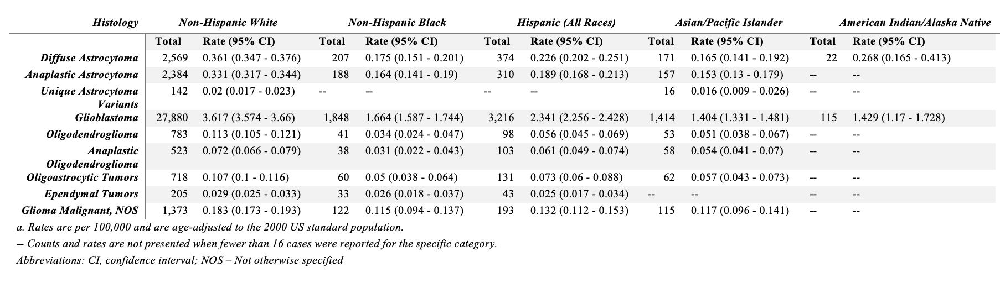 Histology Non-Hispanic White Non-Hispanic Black Hispanic (All Races) Asian/Pacific Islander American Indian/Alaska Native
Total Rate (95% CI) Total Rate (95% CI) Total Rate (95% CI) Total Rate (95% CI) Total Rate (95% CI)
Diffuse Astrocytoma 2,569 0.361 (0.347 - 0.376) 207 0.175 (0.151 - 0.201) 374 0.226 (0.202 - 0.251) 171 0.165 (0.141 - 0.192) 22 0.268 (0.165 - 0.413)
Anaplastic Astrocytoma 2,384 0.331 (0.317 - 0.344) 188 0.164 (0.141 - 0.19) 310 0.189 (0.168 - 0.213) 157 0.153 (0.13 - 0.179) -- --
Unique Astrocytoma 142 0.02 (0.017 - 0.023) -- -- -- -- 16 0.016 (0.009 - 0.026) -- --
Variants
Glioblastoma 27,880 3.617 (3.574 - 3.66) 1,848 1.664 (1.587 - 1.744) 3,216 2.341 (2.256 - 2.428) 1,414 1.404 (1.331 - 1.481) 115 1.429 (1.17 - 1.728)
Oligodendroglioma 783 0.113 (0.105 - 0.121) 41 0.034 (0.024 - 0.047) 98 0.056 (0.045 - 0.069) 53 0.051 (0.038 - 0.067) -- --
Anaplastic 523 0.072 (0.066 - 0.079) 38 0.031 (0.022 - 0.043) 103 0.061 (0.049 - 0.074) 58 0.054 (0.041 - 0.07) -- --
Oligodendroglioma
Oligoastrocytic Tumors 718 0.107 (0.1 - 0.116) 60 0.05 (0.038 - 0.064) 131 0.073 (0.06 - 0.088) 62 0.057 (0.043 - 0.073) -- --
Ependymal Tumors 205 0.029 (0.025 - 0.033) 33 0.026 (0.018 - 0.037) 43 0.025 (0.017 - 0.034) -- -- -- --
Glioma Malignant, NOS 1,373 0.183 (0.173 - 0.193) 122 0.115 (0.094 - 0.137) 193 0.132 (0.112 - 0.153) 115 0.117 (0.096 - 0.141) -- --
a. Rates are per 100,000 and are age-adjusted to the 2000 US standard population.
-- Counts and rates are not presented when fewer than 16 cases were reported for the specific category.
Abbreviations: CI, confidence interval; NOS – Not otherwise specified